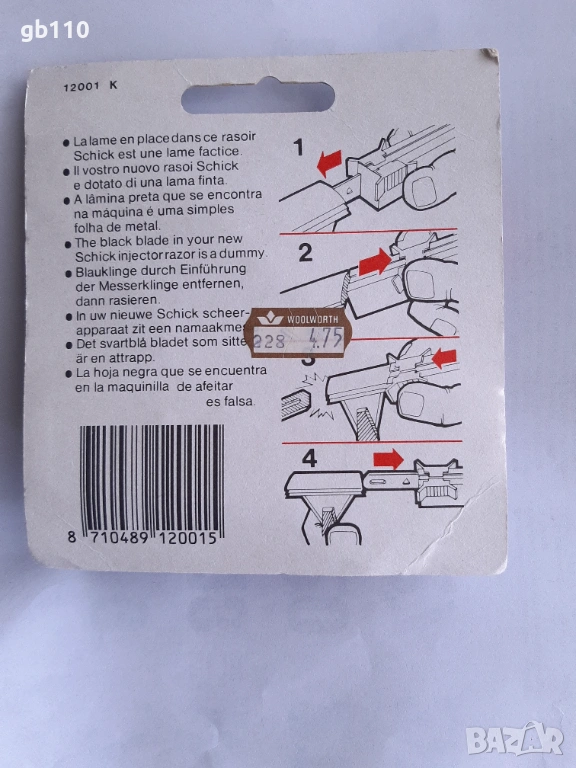 gb110
12001 K
• La lame en place dans ce rasoir
Schick est une lame factice.
• Il vostro nuovo rasoi Schick
e dotato di una lama finta.
• A lâmina preta que se encontra
na máquina é uma simples
folha de metal.
• The black blade in your new
Schick injector razor is a dummy.
• Blauklinge durch Einführung
der Messerklinge entfernen,
dann rasieren.
• In uw nieuwe Schick scheer-
apparaat zit een namaakmes
• Det svartblå bladet som sitter
är en attrapp.
• La hoja negra que se encuentra
en la maquinilla de afeitar
es falsa.
1
2
WOOLWORTH
228 4.75
3
4
8 710489 120015
BAZAR